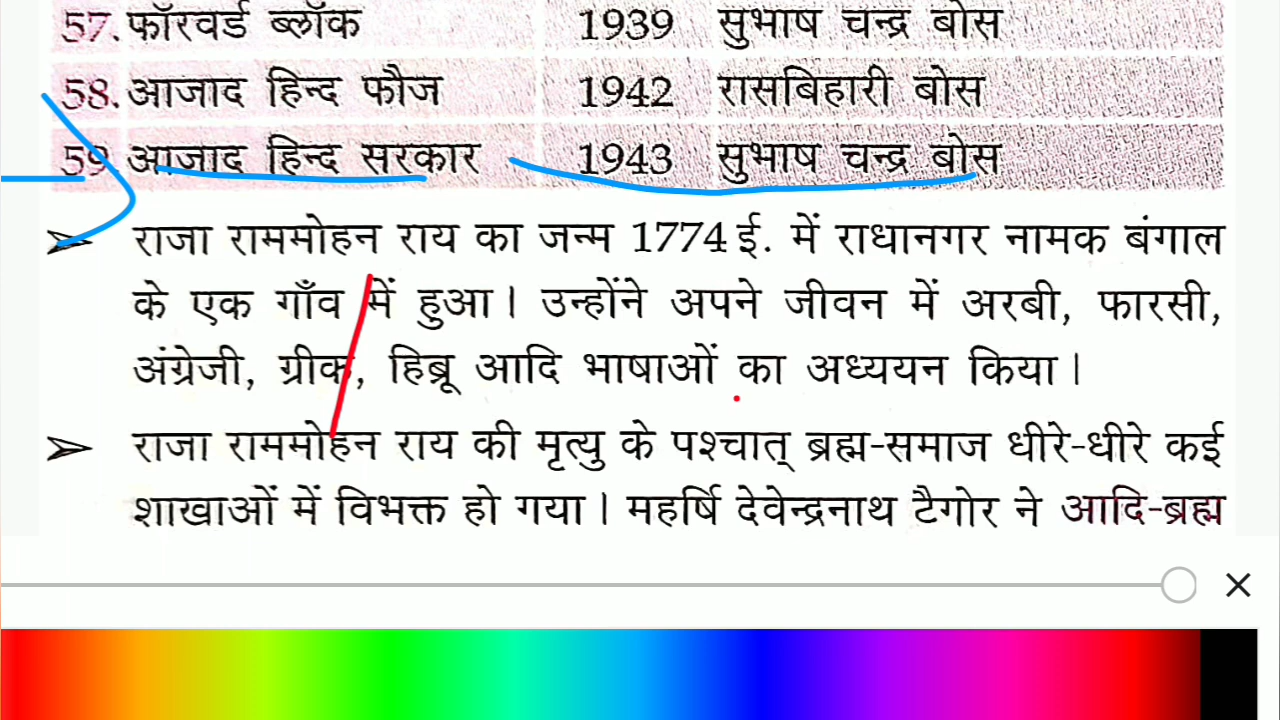 57. फॉरवर्ड ब्लॉक 1939 सुभाष चन्द्र बोस
58. आजाद हिन्द फौज 1942 रासबिहारी बोस
59. आजाद हिन्द सरकार 1943 सुभाष चन्द्र बोस
➢ राजा राममोहन राय का जन्म 1774 ई. में राधानगर नामक बंगाल
के एक गाँव में हुआ। उन्होंने अपने जीवन में अरबी, फारसी,
अंग्रेजी, ग्रीक, हिब्रू आदि भाषाओं का अध्ययन किया।
➢ राजा राममोहन राय की मृत्यु के पश्चात् ब्रह्म-समाज धीरे-धीरे कई
शाखाओं में विभक्त हो गया। महर्षि देवेन्द्रनाथ टैगोर ने आदि-ब्रह्म